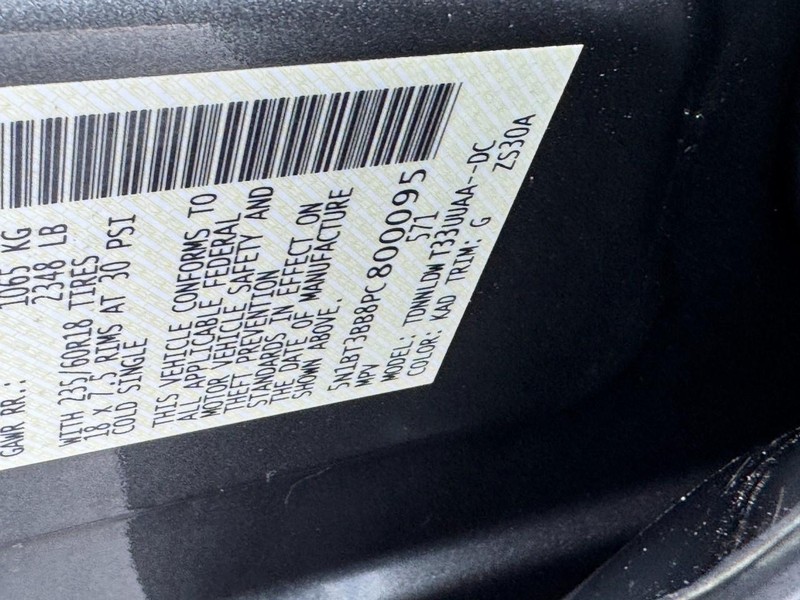 GAWR RR.: 1065 KG
2348 LB
WITH 235/60R18 TIRES
18 X 7.5 RIMS AT 30 PSI
COLD SINGLE
THIS VEHICLE CONFORMS TO
ALL APPLICABLE FEDERAL
MOTOR VEHICLE SAFETY AND
THEFT PREVENTION
STANDARDS IN EFFECT ON
THE DATE OF MANUFACTURE
SHOWN ABOVE.
5N1BT3BB8PC800095
MPV 571
MODEL: TDWNLDWT33UUAA--DC
COLOR: KAD TRIM: G ZS30A